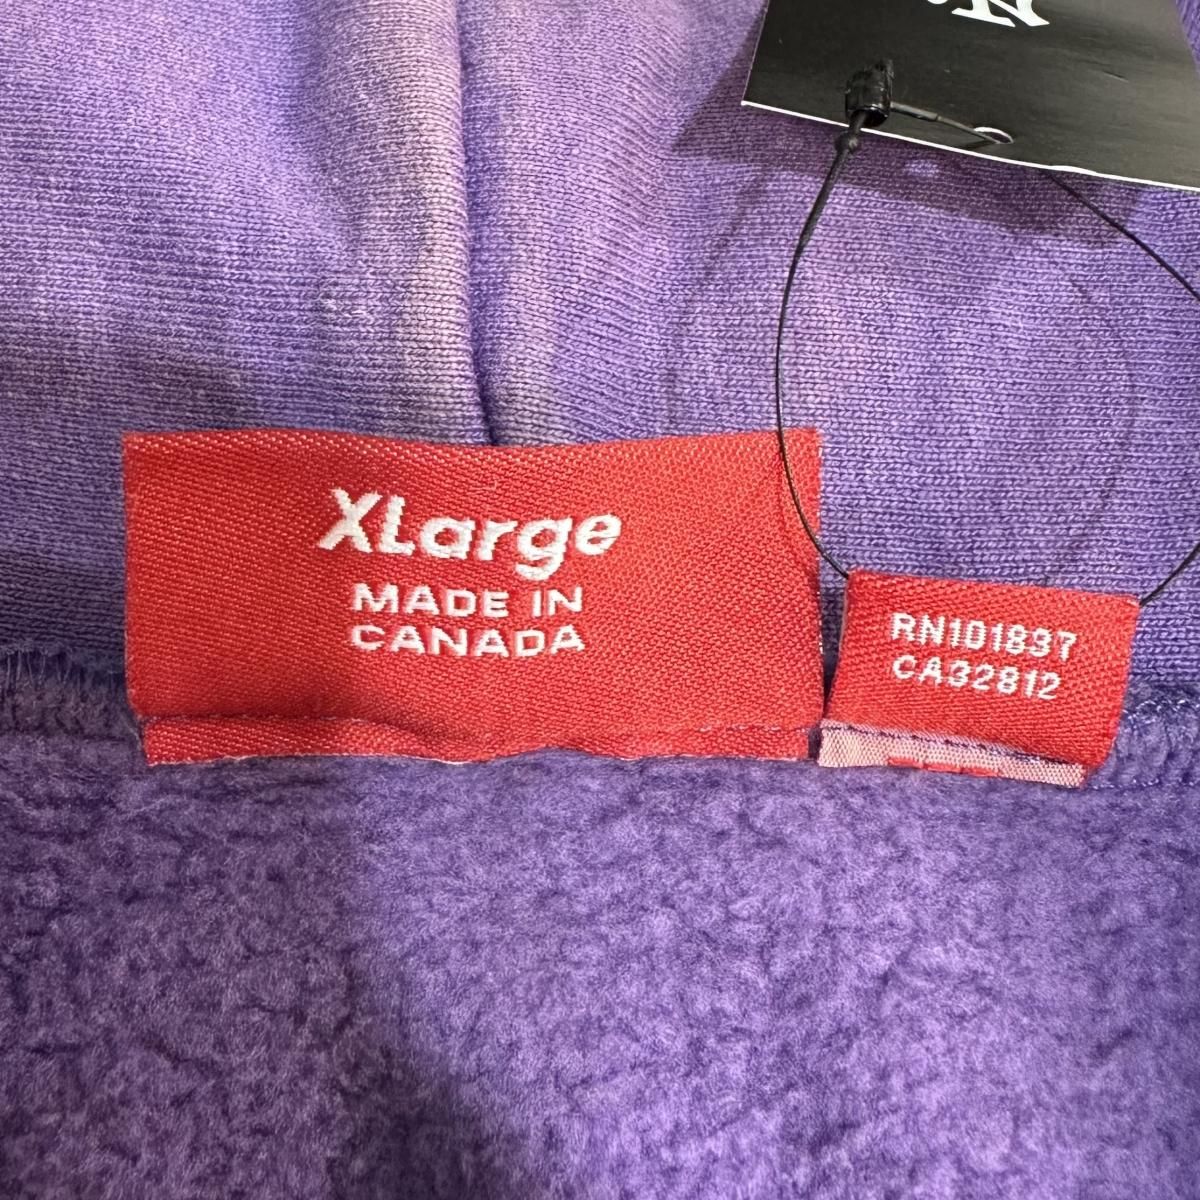 XLarge
MADE IN
CANADA
RN101837
CA32812